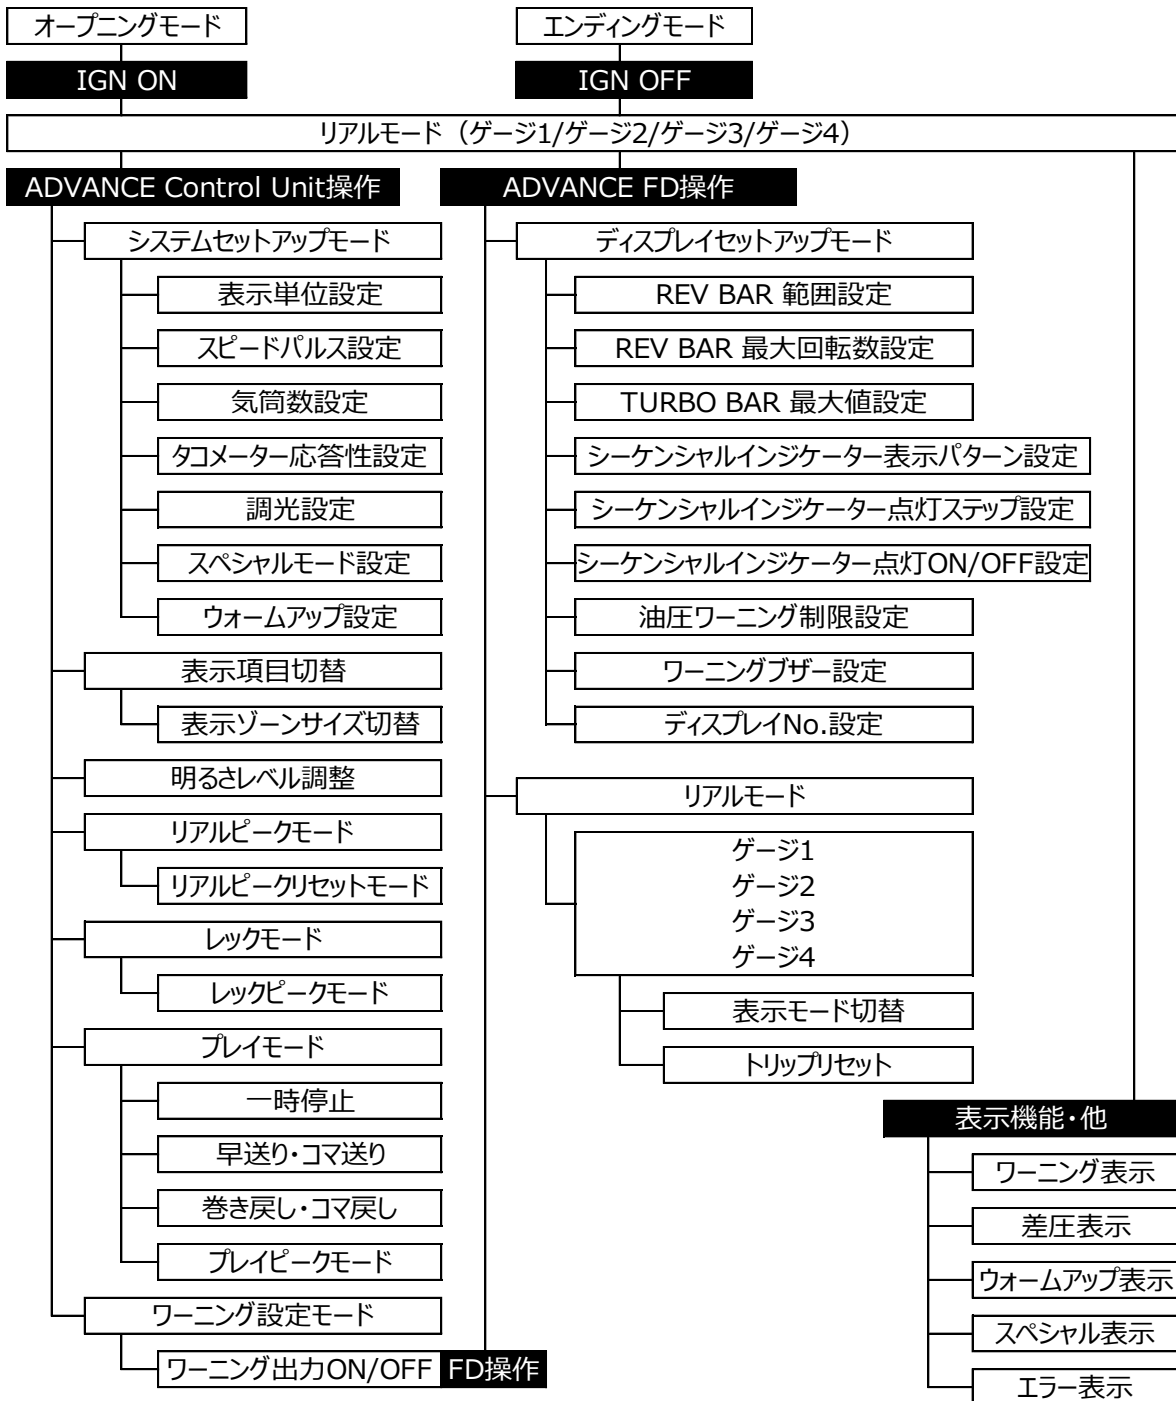 オープニングモード
エンディングモード
IGN ON
IGN OFF
リアルモード（ゲージ1/ゲージ2/ゲージ3/ゲージ4）
ADVANCE Control Unit操作
システムセットアップモード
表示単位設定
スピードパルス設定
気筒数設定
タコメーター応答性設定
調光設定
スペシャルモード設定
ウォームアップ設定
表示項目切替
表示ゾーンサイズ切替
明るさレベル調整
リアルピークモード
リアルピークリセットモード
レックモード
レックピークモード
プレイモード
一時停止
早送り・コマ送り
巻き戻し・コマ戻し
プレイピークモード
ワーニング設定モード
ワーニング出力ON/OFF
FD操作
ADVANCE FD操作
ディスプレイセットアップモード
REV BAR 範囲設定
REV BAR 最大回転数設定
TURBO BAR 最大値設定
シーケンシャルインジケーター表示パターン設定
シーケンシャルインジケーター点灯ステップ設定
シーケンシャルインジケーター点灯ON/OFF設定
油圧ワーニング制限設定
ワーニングブザー設定
ディスプレイNo.設定
リアルモード
ゲージ1
ゲージ2
ゲージ3
ゲージ4
表示モード切替
トリップリセット
表示機能・他
ワーニング表示
差圧表示
ウォームアップ表示
スペシャル表示
エラー表示